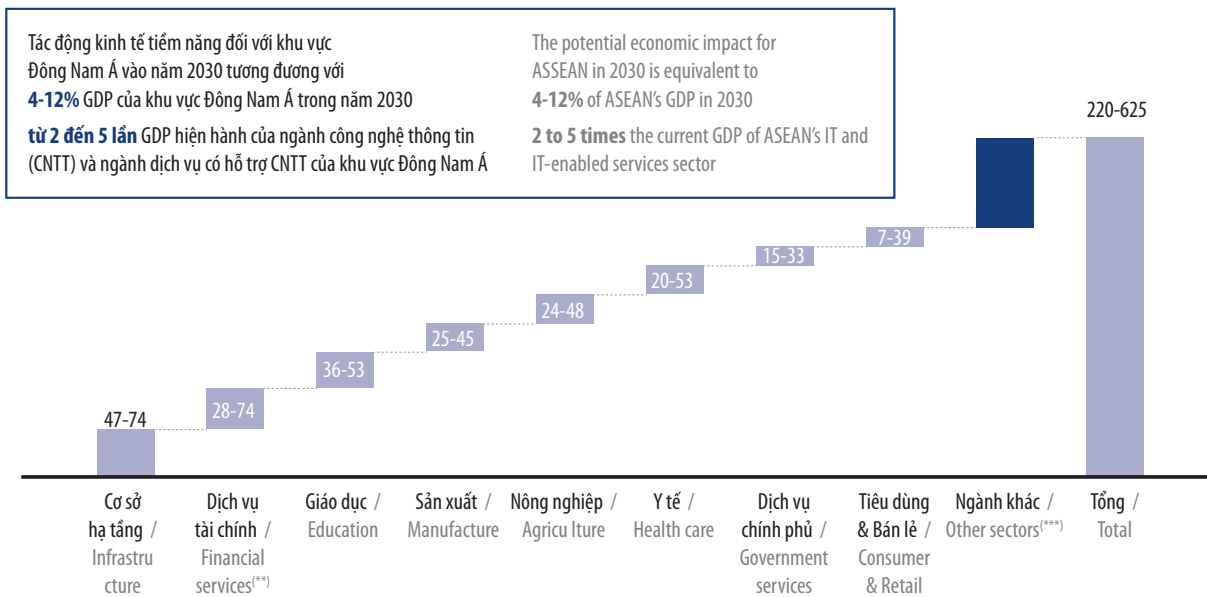 Tác động kinh tế tiềm năng đối với khu vực
Đông Nam Á vào năm 2030 tương đương với
4-12% GDP của khu vực Đông Nam Á trong năm 2030
từ 2 đến 5 lần GDP hiện hành của ngành công nghệ thông tin
(CNTT) và ngành dịch vụ có hỗ trợ CNTT của khu vực Đông Nam Á
The potential economic impact for
ASSEAN in 2030 is equivalent to
4-12% of ASEAN's GDP in 2030
2 to 5 times the current GDP of ASEAN's IT and
IT-enabled services sector
47-74
28-74
36-53
25-45
24-48
20-53
15-33
7-39
220-625
Cơ sở
hạ tầng /
Infrastru
cture
Dịch vụ
tài chính /
Financial
services(**)
Giáo dục /
Education
Sản xuất /
Manufacture
Nông nghiệp /
Agricu lture
Y tế /
Health care
Dịch vụ
chính phủ /
Government
services
Tiêu dùng
& Bán lẻ /
Consumer
& Retail
Ngành khác /
Other sectors(***)
Tổng /
Total